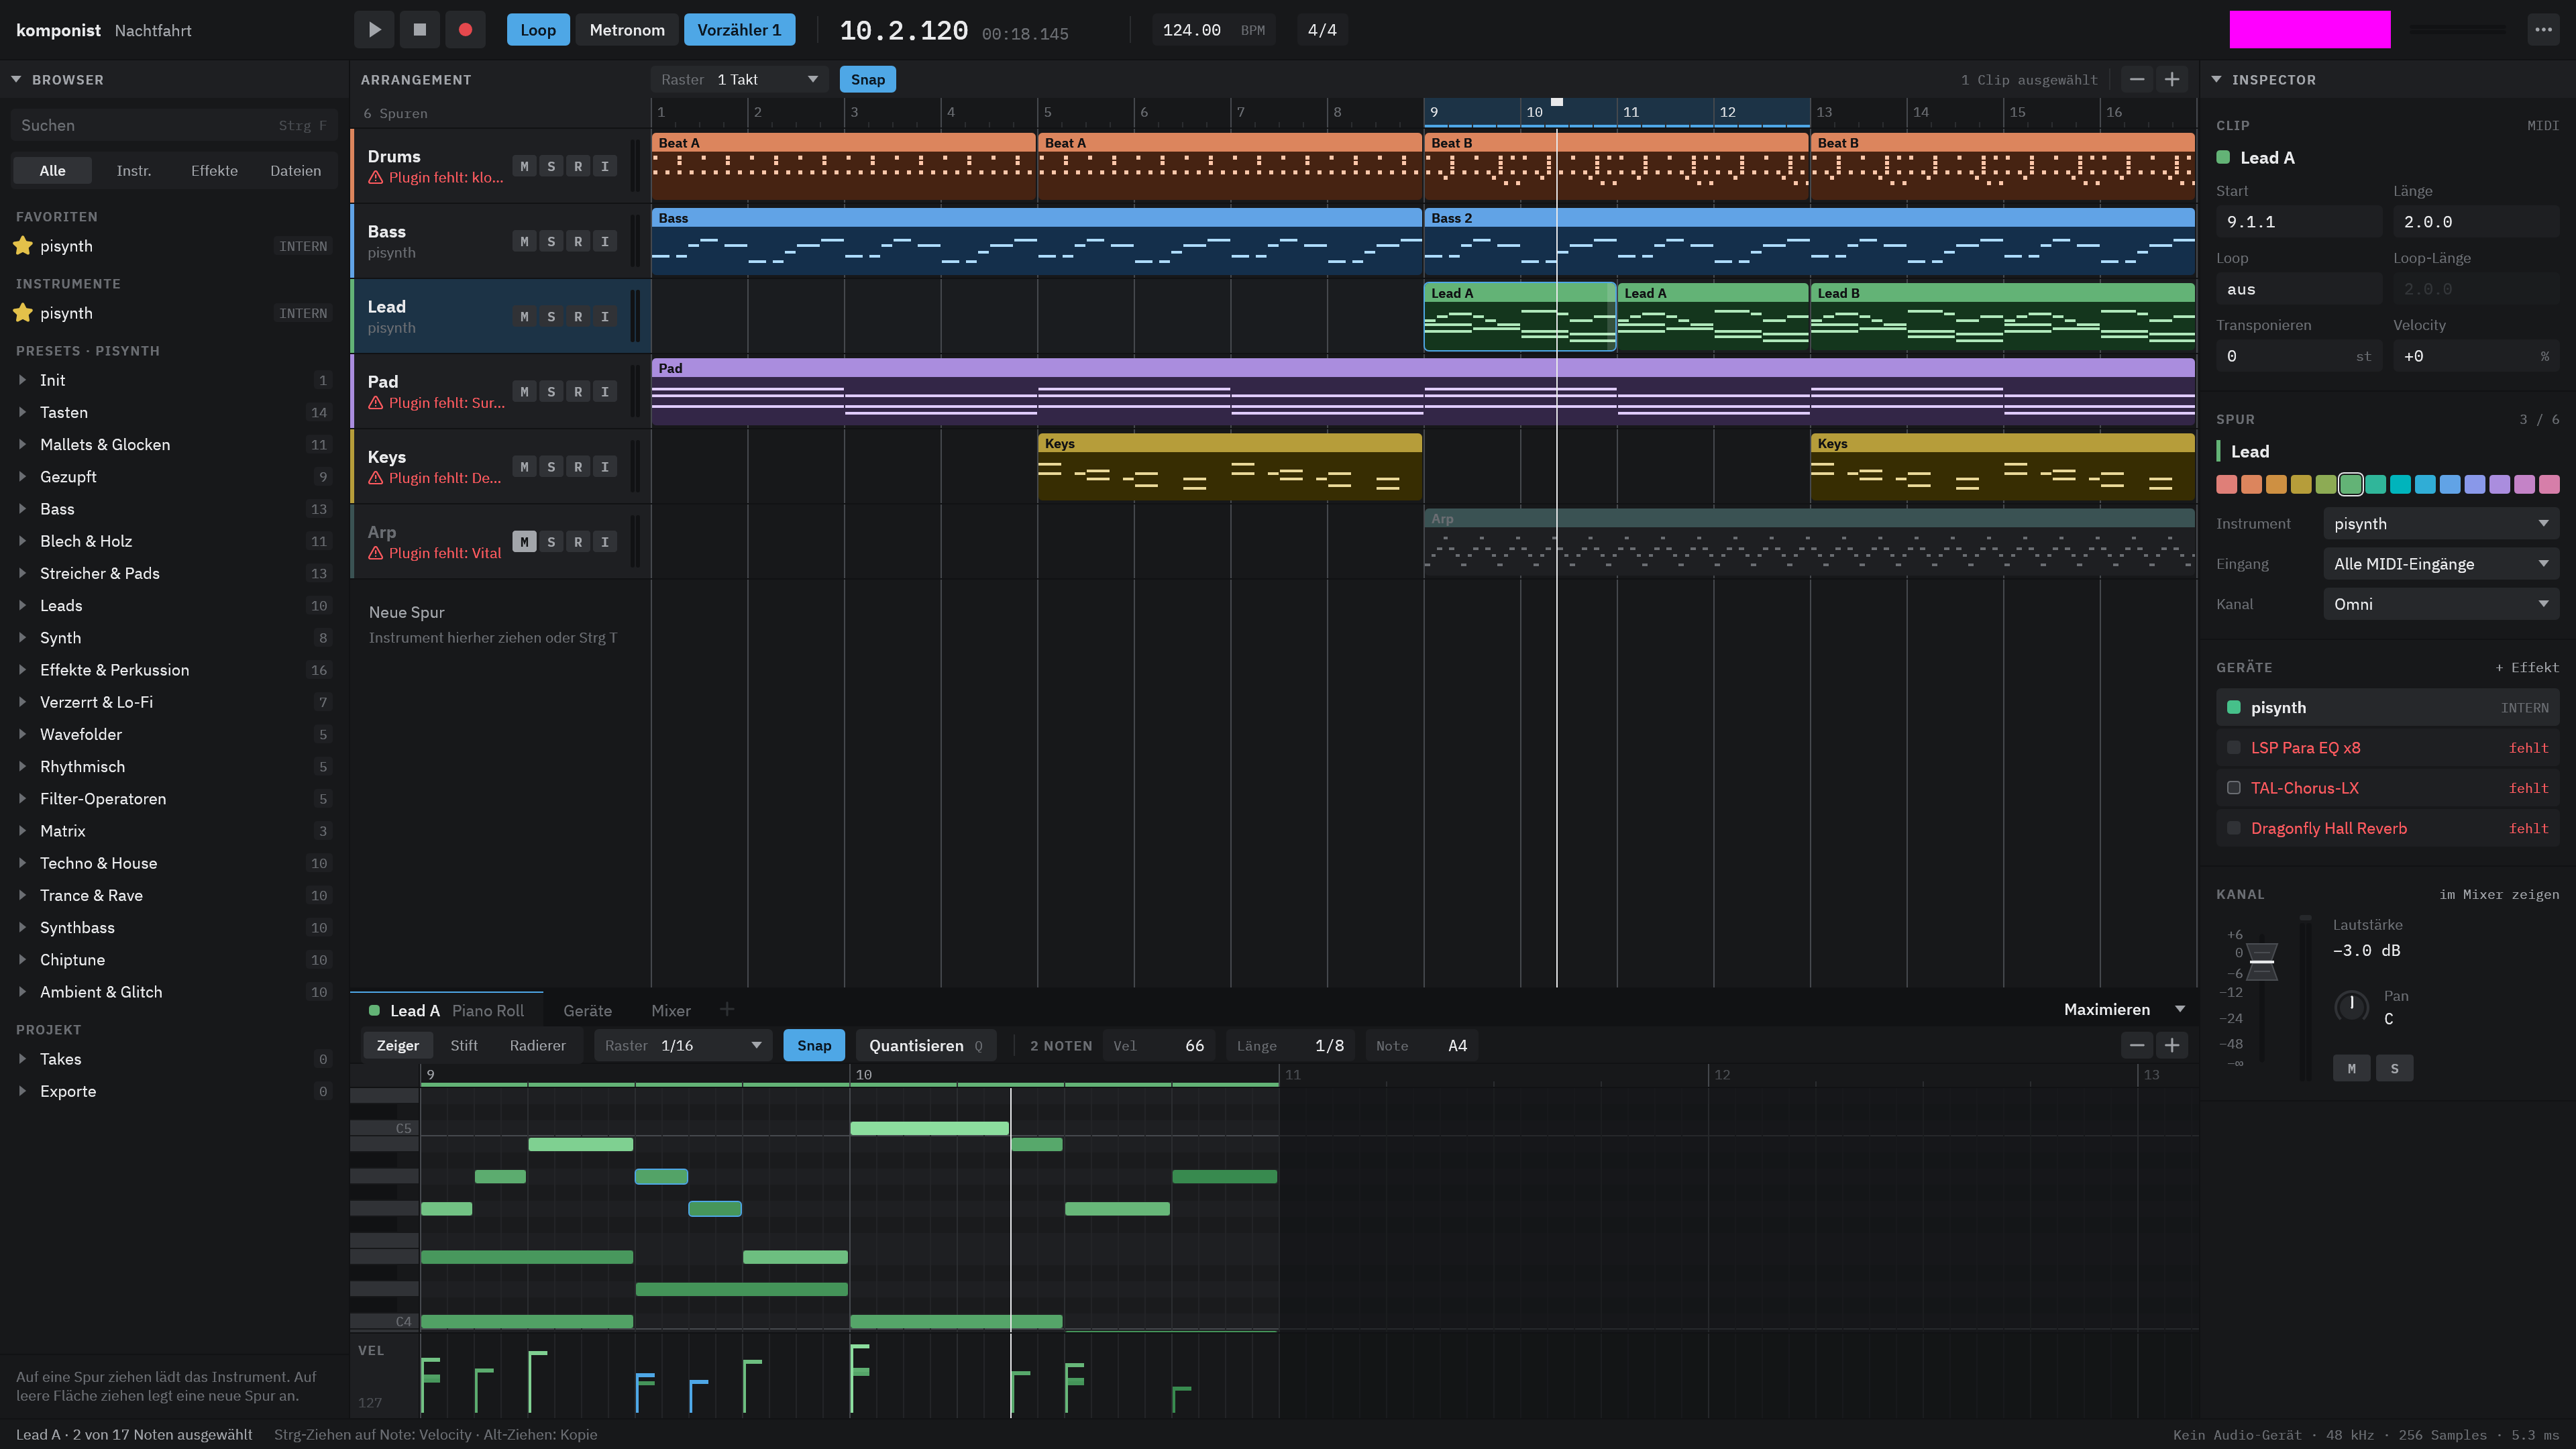 komponist Nachtfahrt
Loop Metronom Vorzähler 1 10.2.120 00:18.145 124.00 BPM 4/4
BROWSER
Suchen Strg F
Alle Instr. Effekte Dateien
FAVORITEN
pisynth INTERN
INSTRUMENTE
pisynth INTERN
PRESETS · PISYNTH
Init 1
Tasten 14
Mallets & Glocken 11
Gezupft 9
Bass 13
Blech & Holz 11
Streicher & Pads 13
Leads 10
Synth 8
Effekte & Perkussion 16
Verzerrt & Lo-Fi 7
Wavefolder 5
Rhythmisch 5
Filter-Operatoren 5
Matrix 3
Techno & House 10
Trance & Rave 10
Synthbass 10
Chiptune 10
Ambient & Glitch 10
PROJEKT
Takes 0
Exporte 0
Auf eine Spur ziehen lädt das Instrument. Auf
leere Fläche ziehen legt eine neue Spur an.
ARRANGEMENT Raster 1 Takt Snap 1 Clip ausgewählt
6 Spuren 1 2 3 4 5 6 7 8 9 10 11 12 13 14 15 16
Drums M S R I
Plugin fehlt: klo…
Beat A Beat A Beat B Beat B
Bass M S R I
pisynth
Bass Bass 2
Lead M S R I
pisynth
Lead A Lead A Lead B
Pad M S R I
Plugin fehlt: Sur…
Pad
Keys M S R I
Plugin fehlt: De…
Keys Keys
Arp M S R I
Plugin fehlt: Vital
Arp
Neue Spur
Instrument hierher ziehen oder Strg T
Lead A Piano Roll Geräte Mixer Maximieren
Zeiger Stift Radierer Raster 1/16 Snap Quantisieren Q 2 NOTEN Vel 66 Länge 1/8 Note A4
9 10 11 12 13
C5
C4
VEL
127
INSPECTOR
CLIP MIDI
Lead A
Start Länge
9.1.1 2.0.0
Loop Loop-Länge
aus 2.0.0
Transponieren Velocity
0 st +0 %
SPUR 3 / 6
Lead
Instrument pisynth
Eingang Alle MIDI-Eingänge
Kanal Omni
GERÄTE + Effekt
pisynth INTERN
LSP Para EQ x8 fehlt
TAL-Chorus-LX fehlt
Dragonfly Hall Reverb fehlt
KANAL im Mixer zeigen
+6
0
−6
−12
−24
−48
−∞
Lautstärke
−3.0 dB
Pan
C
M S
Lead A · 2 von 17 Noten ausgewählt Strg-Ziehen auf Note: Velocity · Alt-Ziehen: Kopie Kein Audio-Gerät · 48 kHz · 256 Samples · 5.3 ms